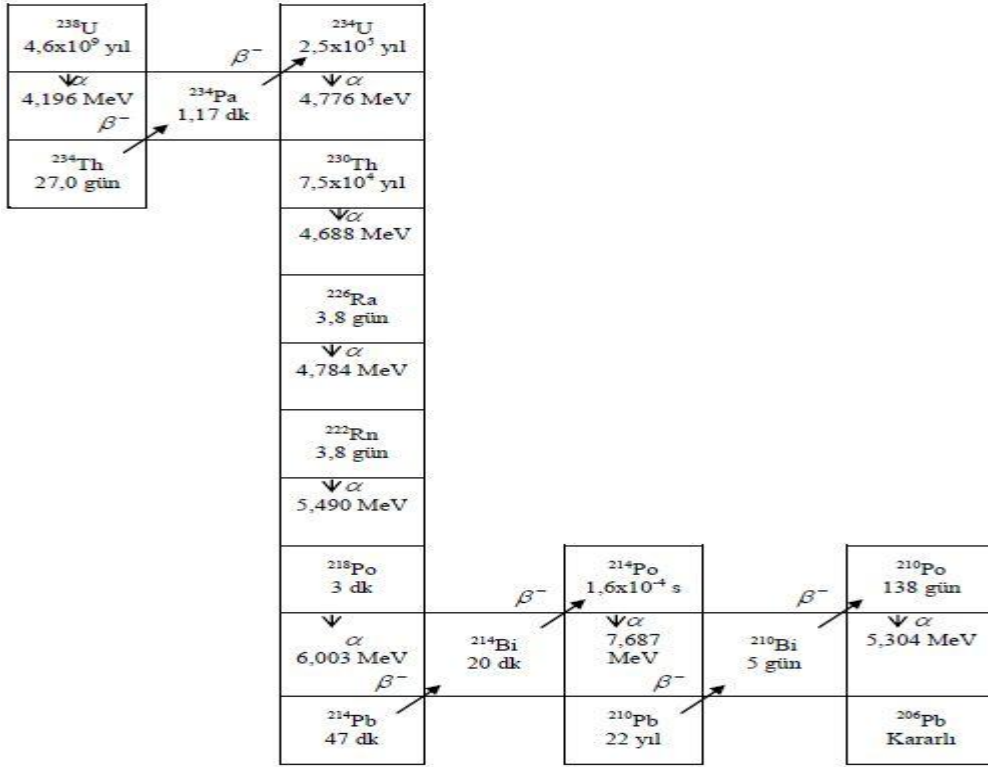 ²³⁸U
4,6x10⁹ yıl
α
4,196 MeV
β⁻
²³⁴Th
27,0 gün
²³⁴Pa
1,17 dk
β⁻
²³⁴U
2,5x10⁵ yıl
α
4,776 MeV
²³⁰Th
7,5x10⁴ yıl
α
4,688 MeV
²²⁶Ra
3,8 gün
α
4,784 MeV
²²²Rn
3,8 gün
α
5,490 MeV
²¹⁸Po
3 dk
α
6,003 MeV
β⁻
²¹⁴Pb
47 dk
²¹⁴Bi
20 dk
β⁻
²¹⁴Po
1,6x10⁻⁴ s
α
7,687
MeV
β⁻
²¹⁰Pb
22 yıl
²¹⁰Bi
5 gün
β⁻
²¹⁰Po
138 gün
α
5,304 MeV
²⁰⁶Pb
Kararlı